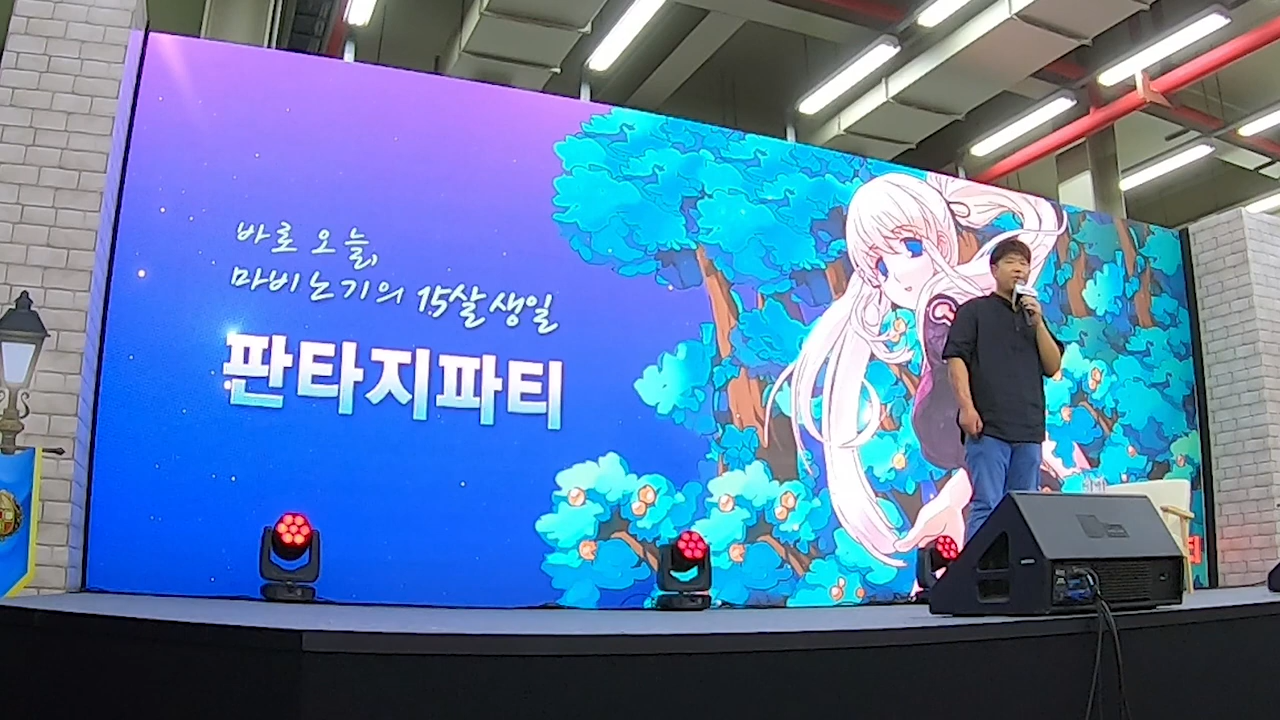 바로 오늘,
마비노기의 15살 생일
판타지파티